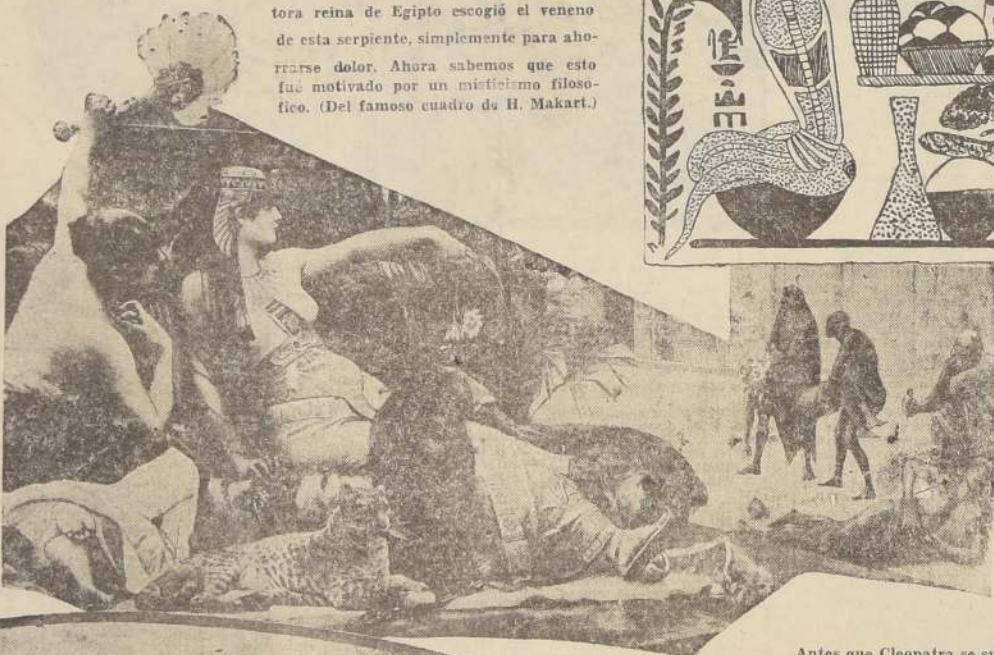 tora reina de Egipto escogió el veneno
de esta serpiente, simplemente para aho-
rrarse dolor. Ahora sabemos que esto
fué motivado por un misticismo filosó-
fico. (Del famoso cuadro de H. Makart.)
Antes que Cleopatra se su